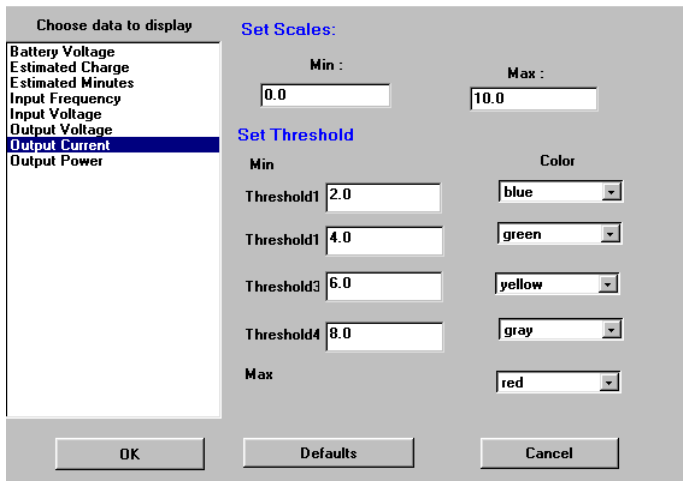 Choose data to display
Battery Voltage
Estimated Charge
Estimated Minutes
Input Frequency
Input Voltage
Output Voltage
Output Current
Output Power
Set Scales:
Min :
Max :
0.0
10.0
Set Threshold
Min
Color
Threshold1 2.0 blue
Threshold1 4.0 green
Threshold3 6.0 yellow
Threshold4 8.0 gray
Max red
OK
Defaults
Cancel